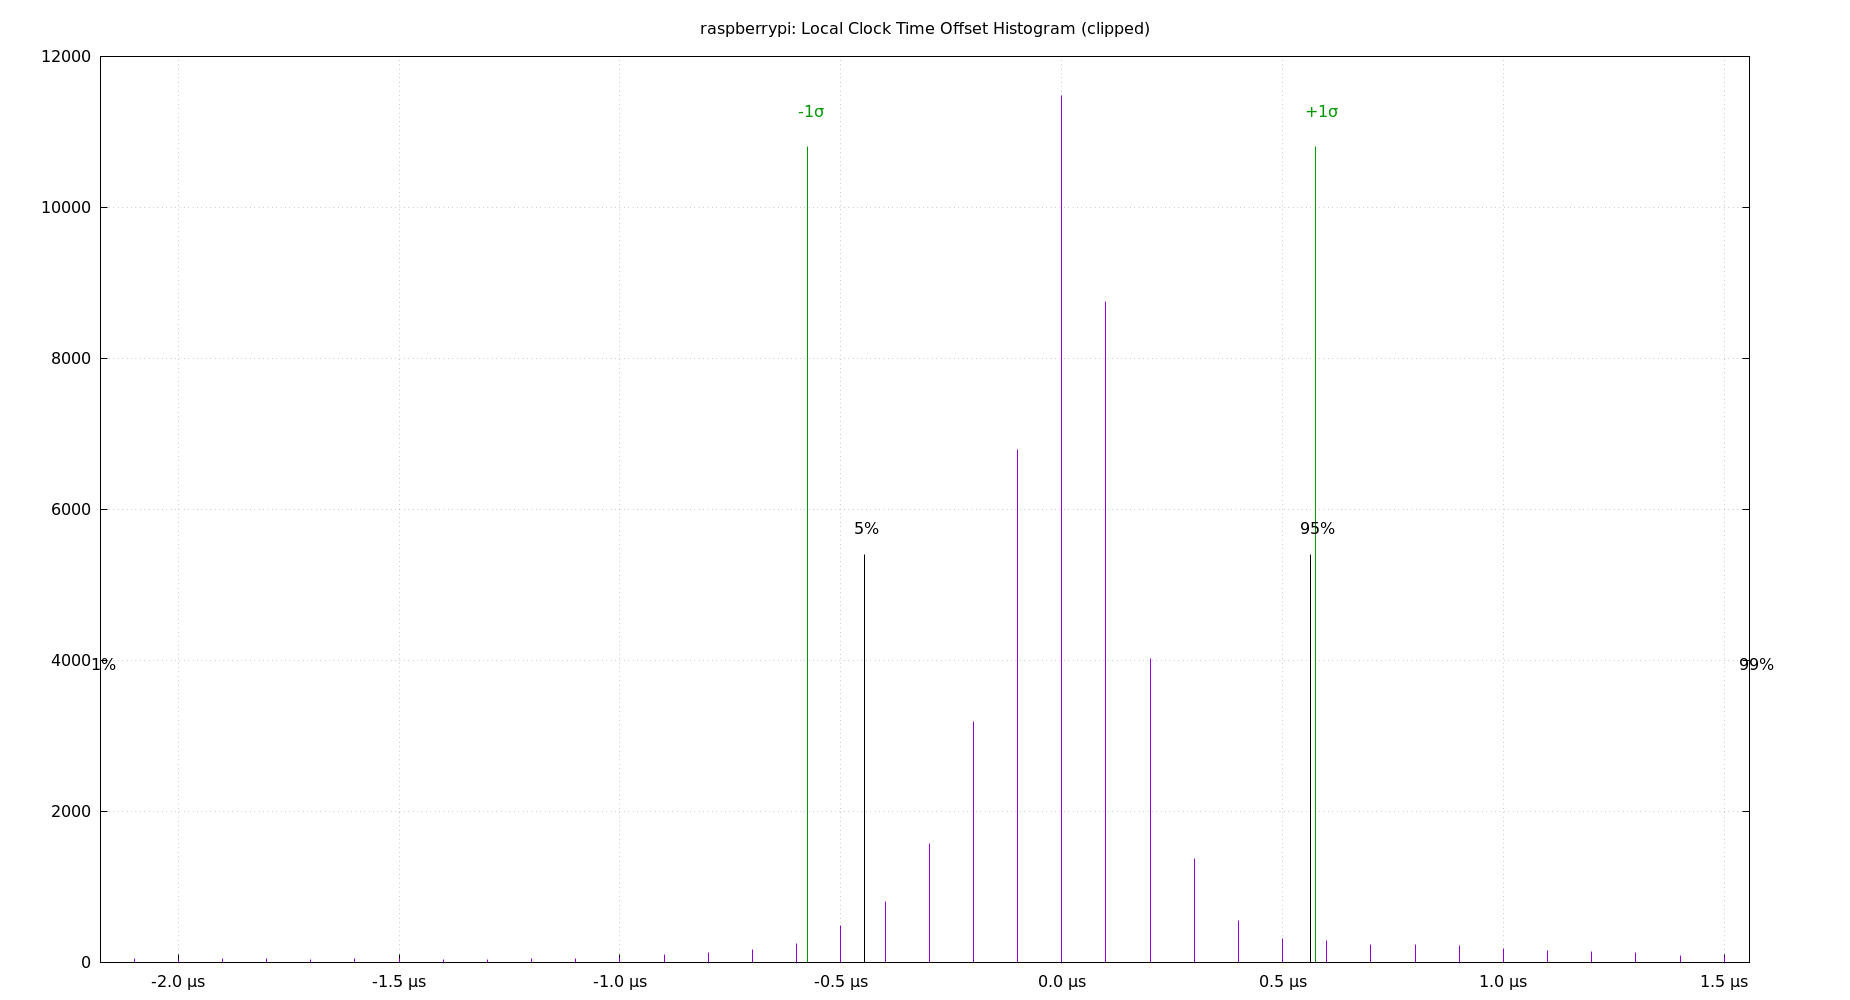 raspberrypi: Local Clock Time Offset Histogram (clipped)
12000
-1σ
+1σ
10000
8000
6000
5%
95%
4000
1%
99%
2000
0
-2.0 µs
-1.5 µs
-1.0 µs
-0.5 µs
0.0 µs
0.5 µs
1.0 µs
1.5 µs